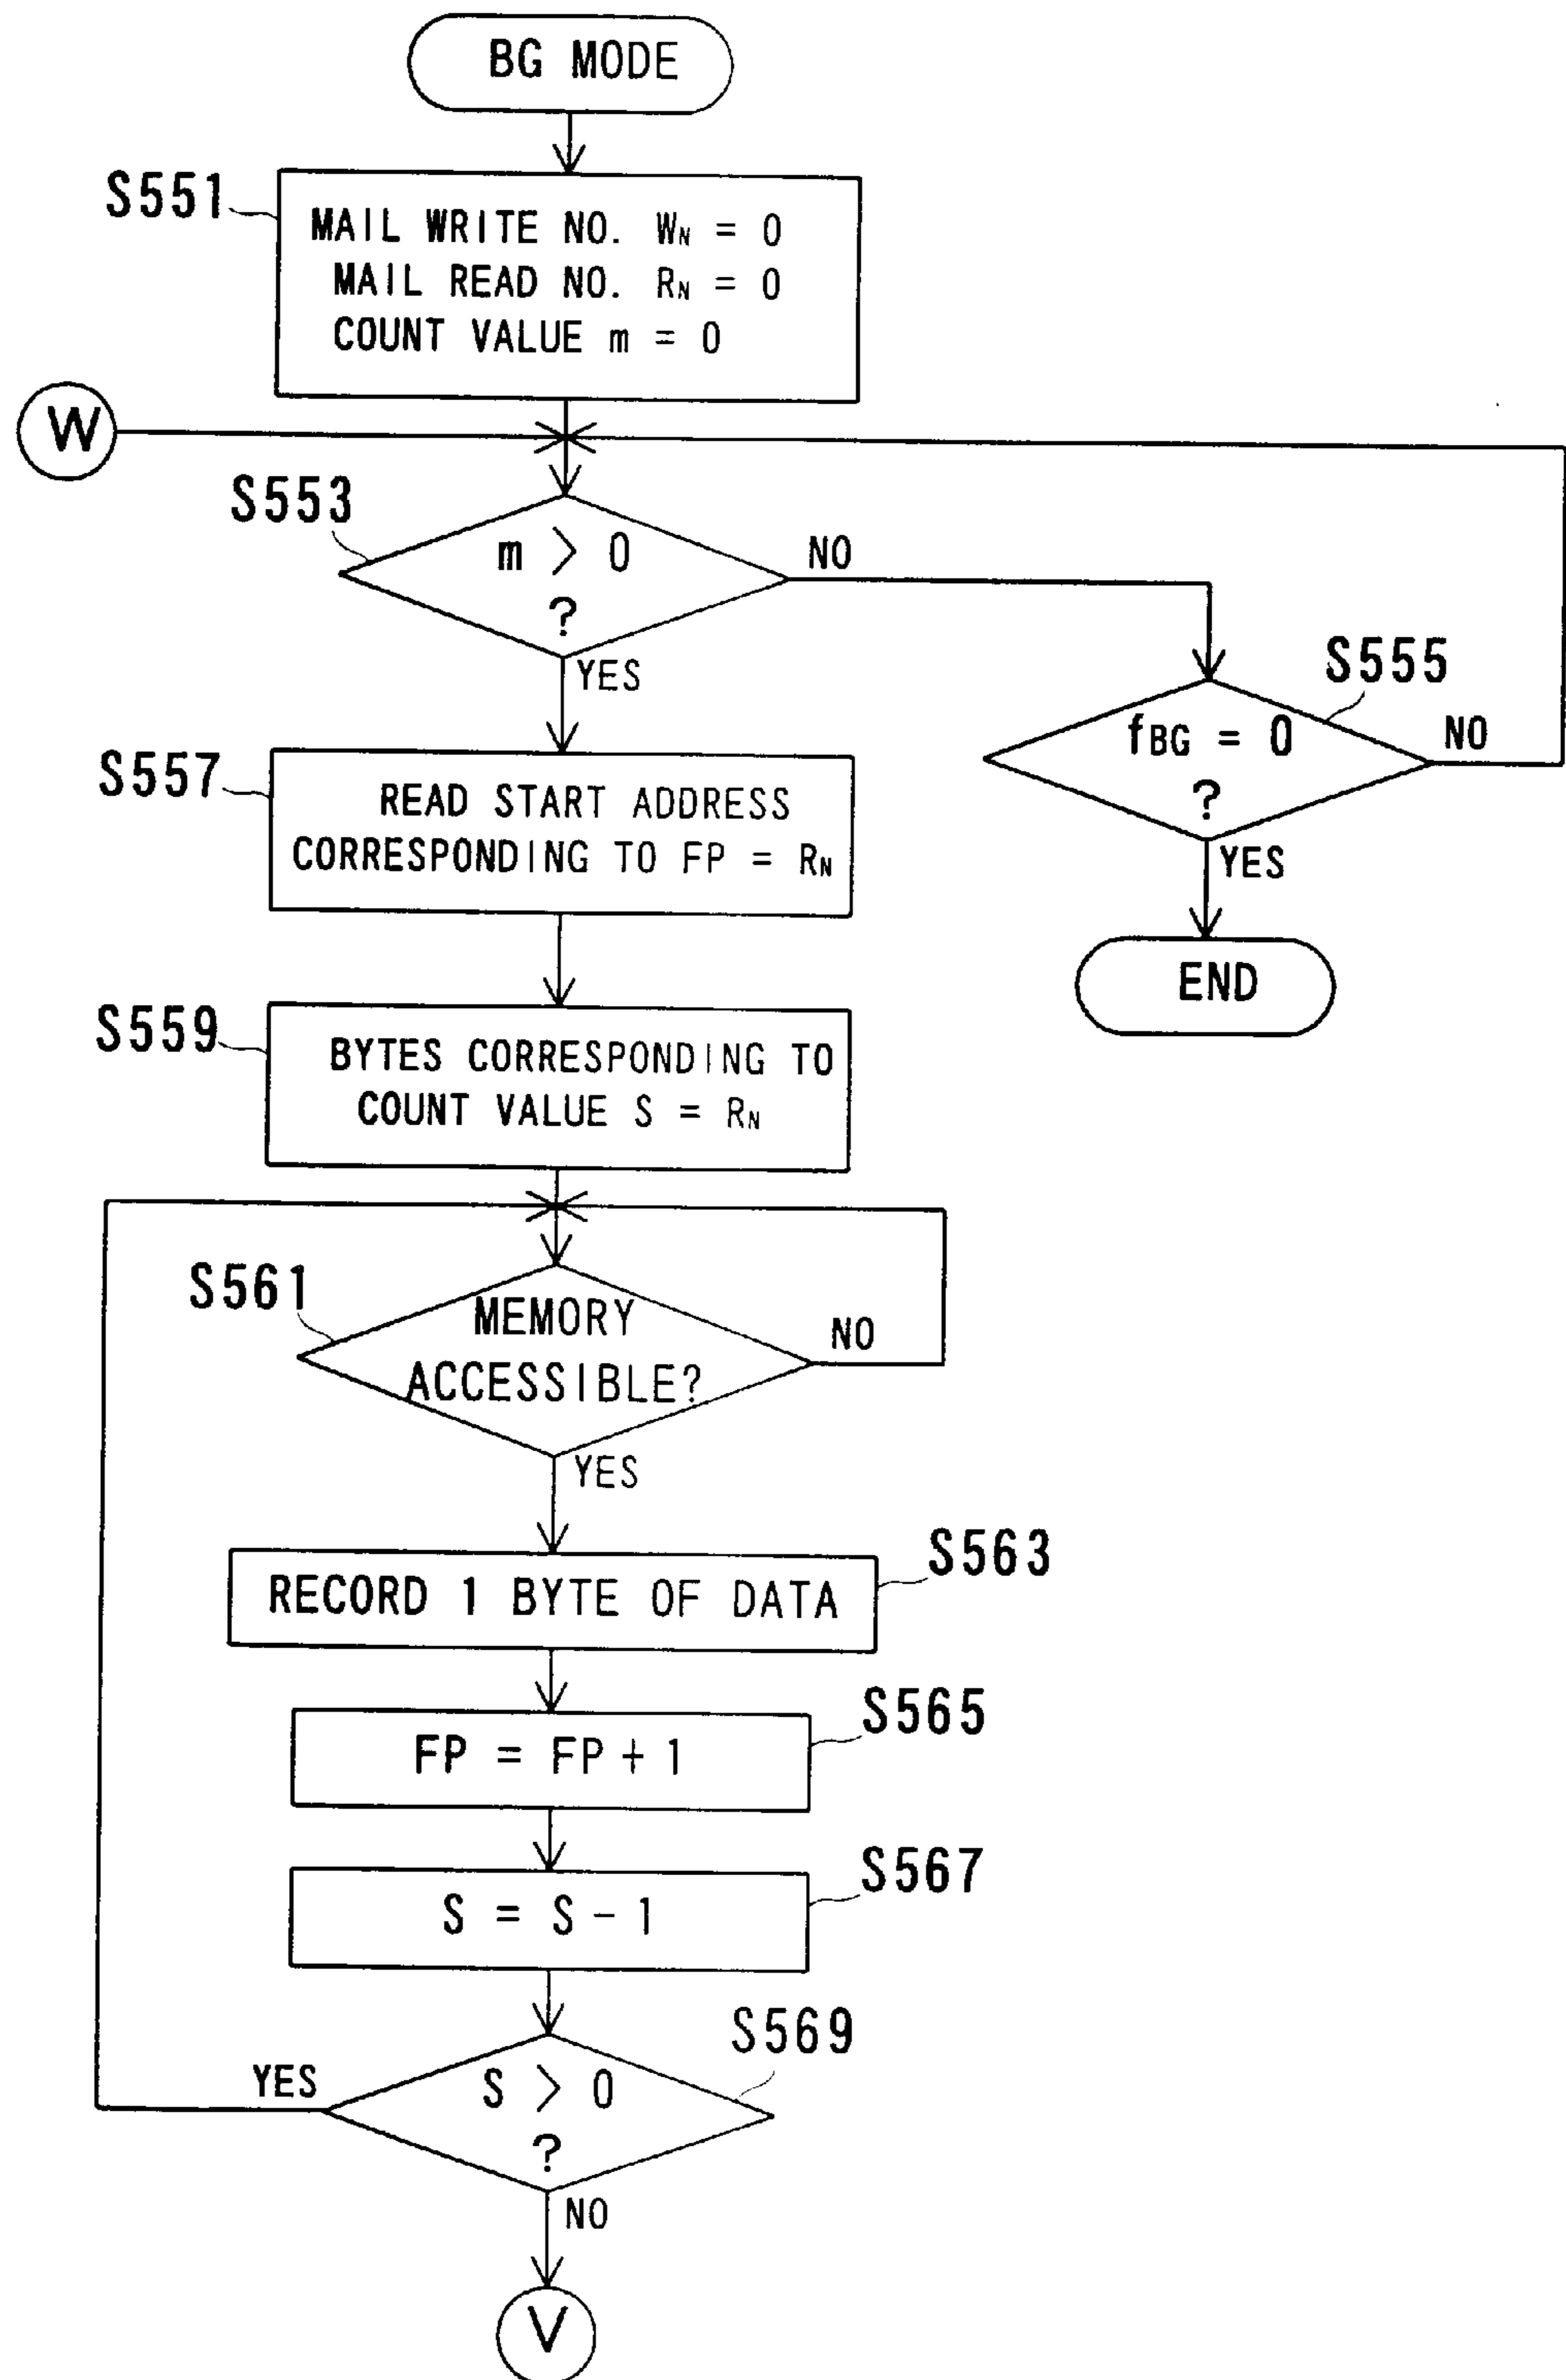 BG MODE
S551
MAIL WRITE NO. WN = 0
MAIL READ NO. RN = 0
COUNT VALUE m = 0
W
S553
m > 0
?
NO
YES
S555
fBG = 0
?
NO
YES
END
S557
READ START ADDRESS
CORRESPONDING TO FP = RN
S559
BYTES CORRESPONDING TO
COUNT VALUE S = RN
S561
MEMORY
ACCESSIBLE?
NO
YES
S563
RECORD 1 BYTE OF DATA
S565
FP = FP + 1
S567
S = S - 1
S569
S > 0
?
YES
NO
V